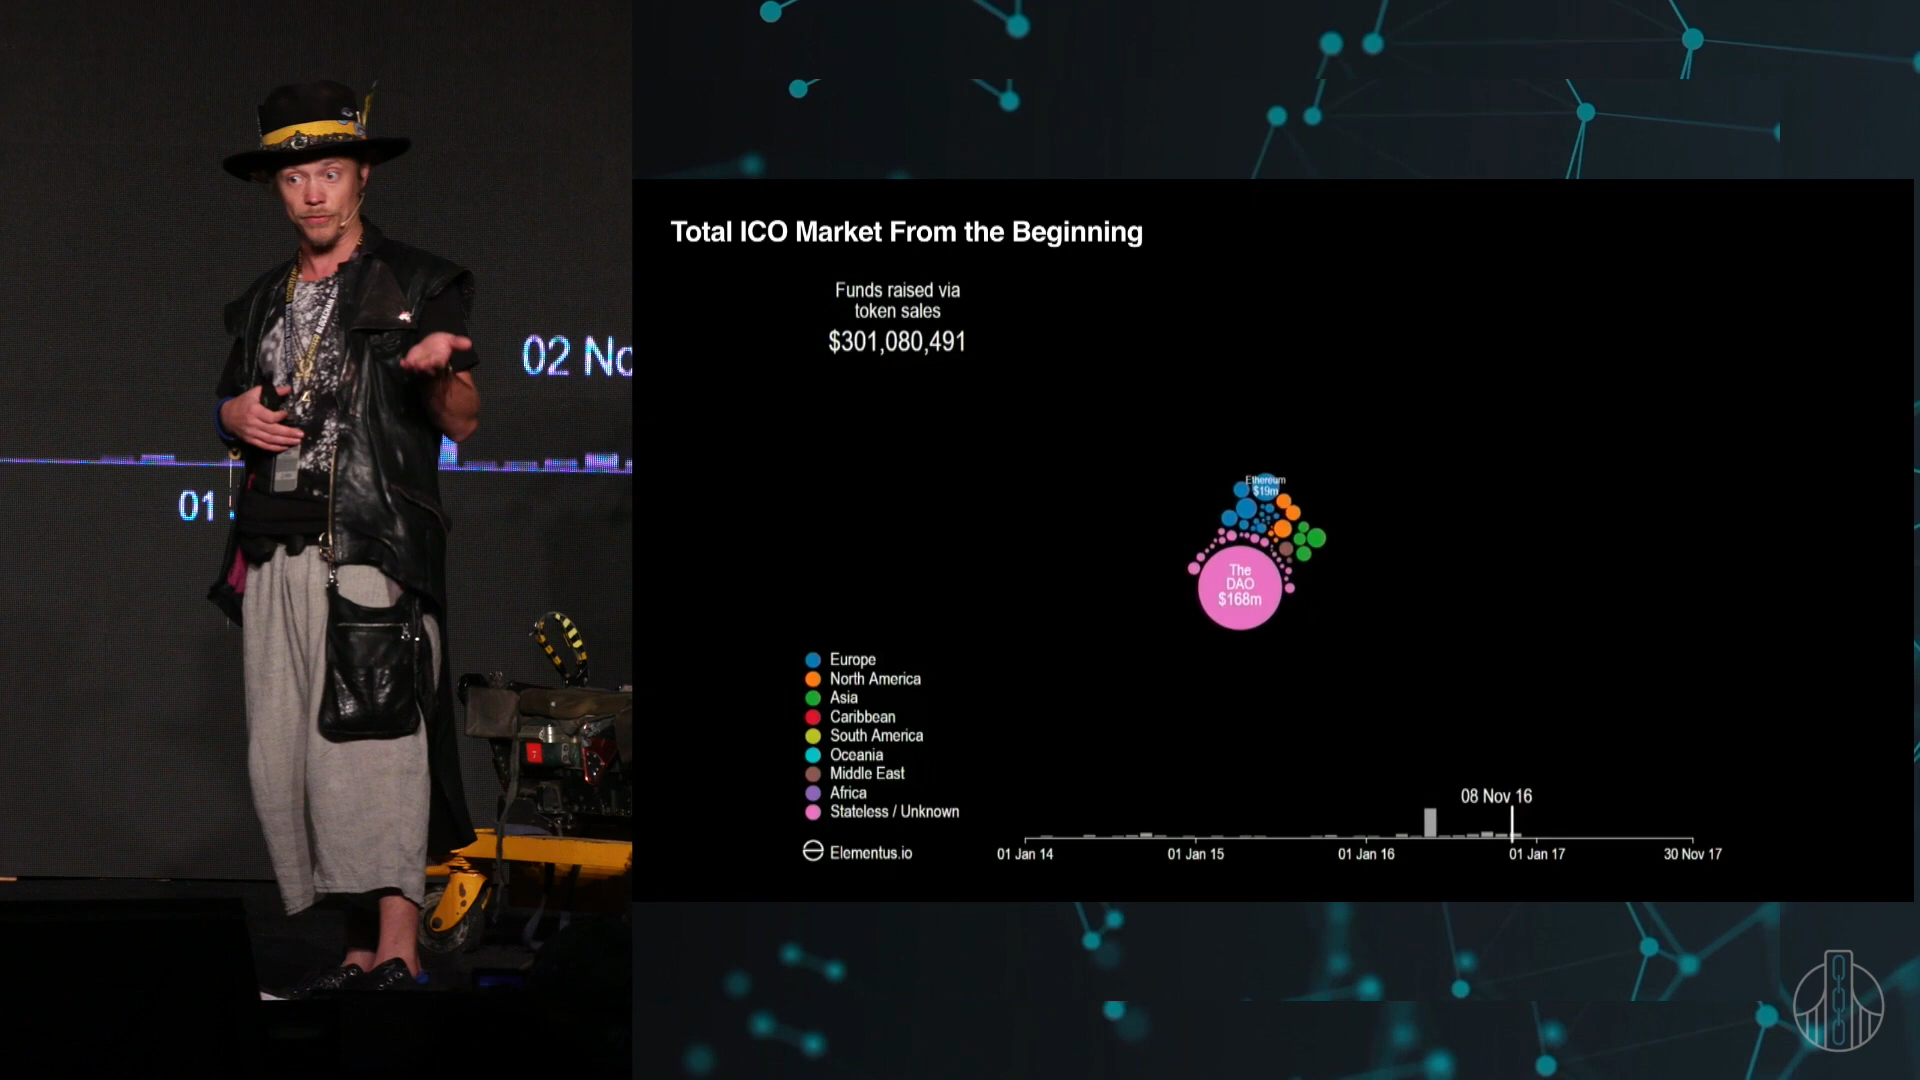 02 No
01
Total ICO Market From the Beginning
Funds raised via
token sales
$301,080,491
Ethereum
$19m
The
DAO
$168m
Europe
North America
Asia
Caribbean
South America
Oceania
Middle East
Africa
Stateless / Unknown
Elementus.io
08 Nov 16
01 Jan 14
01 Jan 15
01 Jan 16
01 Jan 17
30 Nov 17